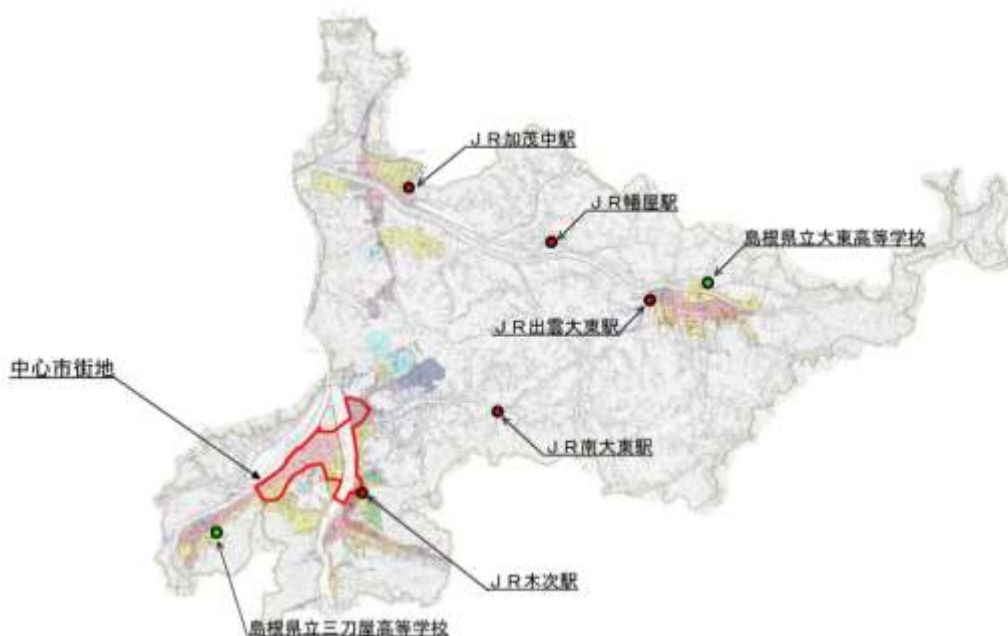 ＪＲ加茂中駅
ＪＲ幡屋駅
島根県立大東高等学校
ＪＲ出雲大東駅
中心市街地
ＪＲ南大東駅
ＪＲ木次駅
島根県立三刀屋高等学校